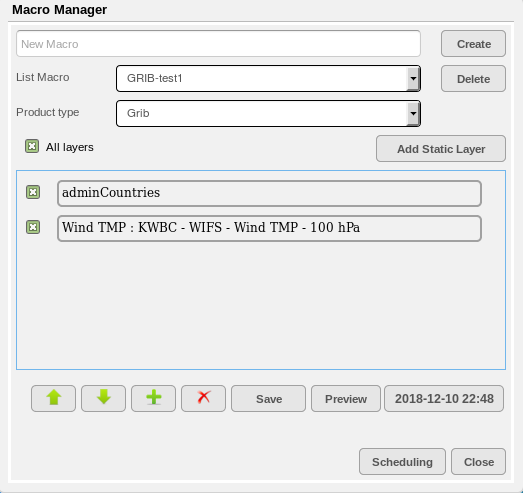 Macro Manager
New Macro
Create
List Macro
GRIB-test1
Delete
Product type
Grib
All layers
Add Static Layer
adminCountries
Wind TMP : KWBC - WIFS - Wind TMP - 100 hPa
Save
Preview
2018-12-10 22:48
Scheduling
Close